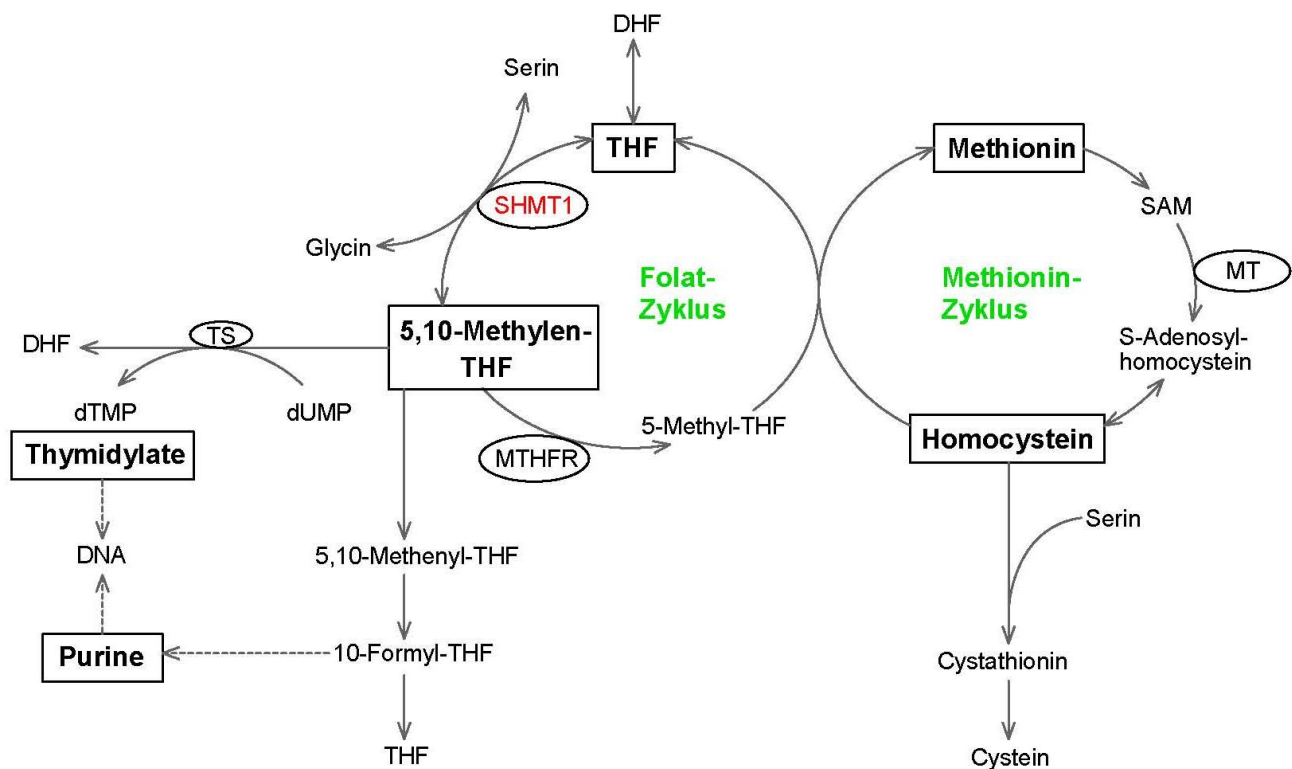 DHF
Serin
THF
Methionin
SHMT1
SAM
Glycin
MT
Folat-
Zyklus
Methionin-
Zyklus
5,10-Methylen-
THF
DHF
TS
S-Adenosyl-
homocystein
dTMP
dUMP
5-Methyl-THF
Thymidylate
MTHFR
Homocystein
Serin
DNA
5,10-Methenyl-THF
Purine
10-Formyl-THF
Cystathionin
THF
Cystein